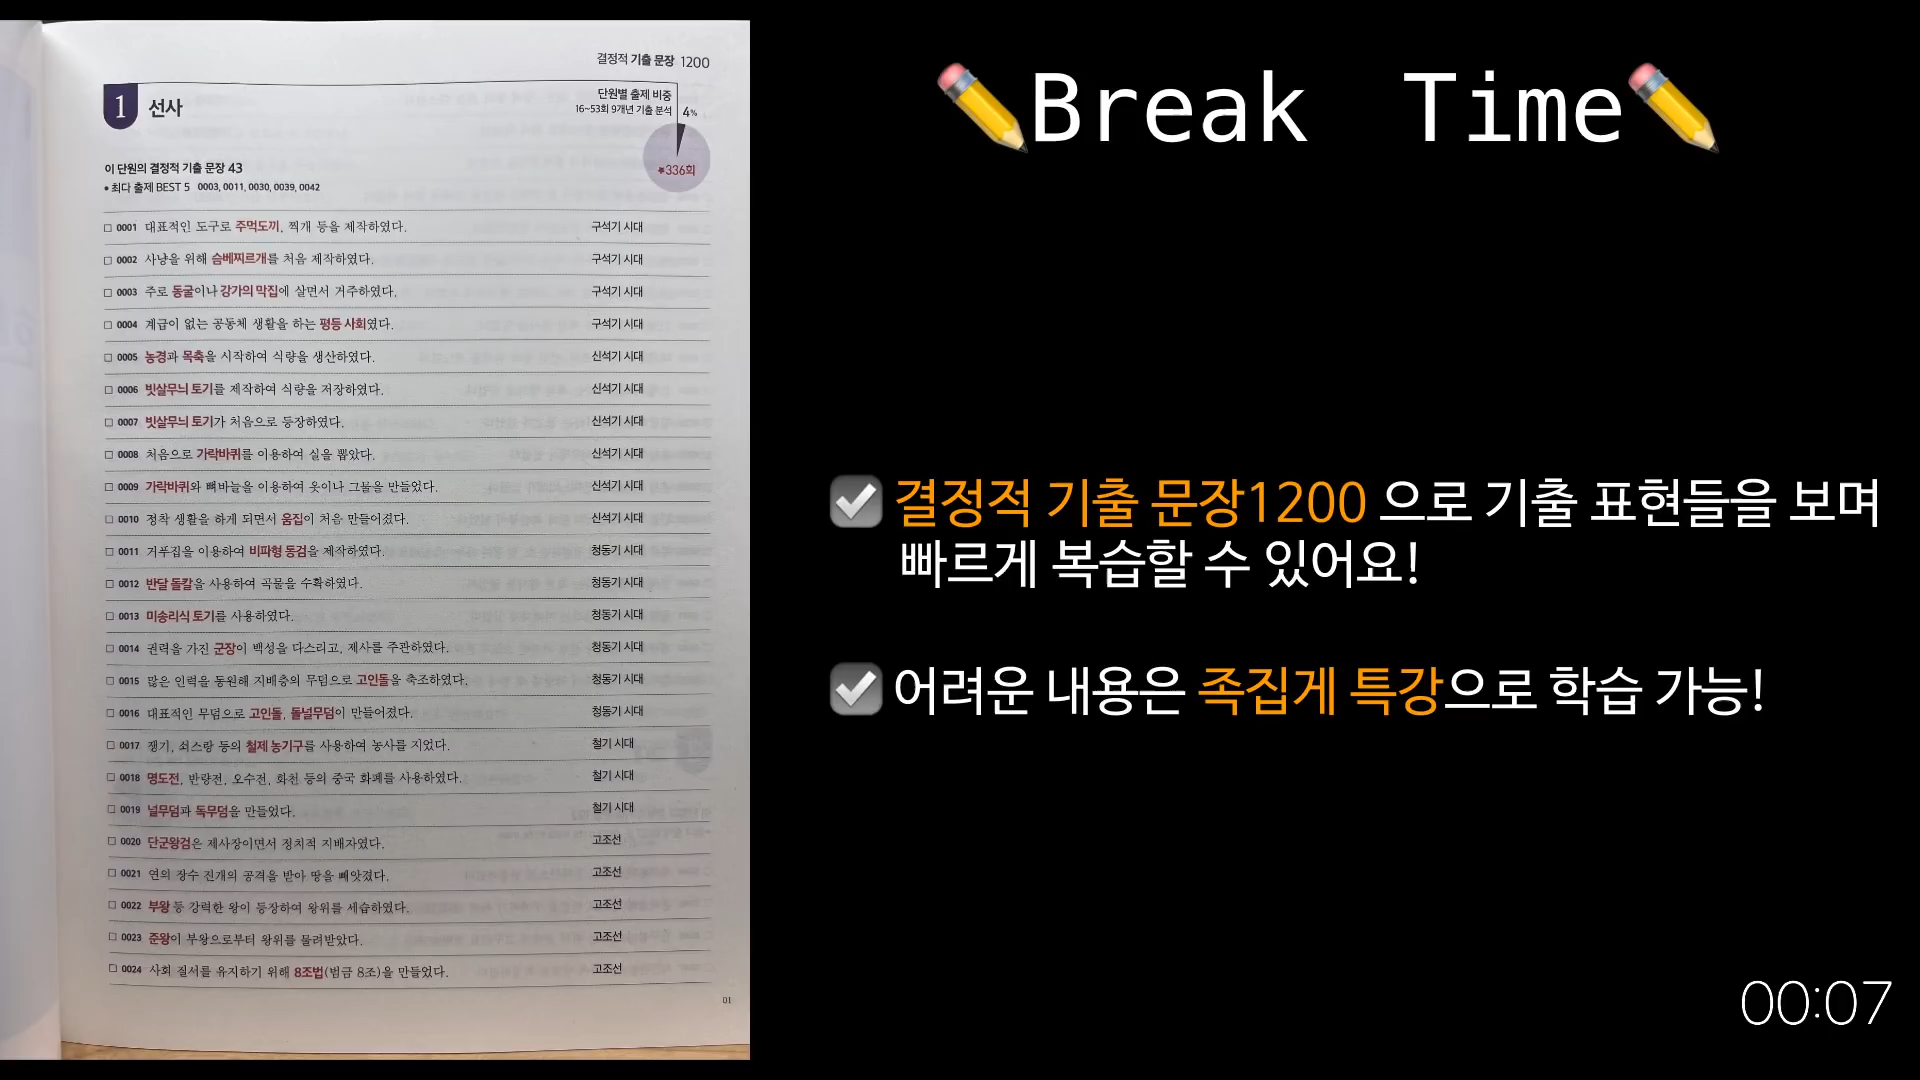 결정적 기출 문장 1200
1 선사
단원별 출제 비중
16~53회 9개년 기출 분석
4%
★336회
이 단원의 결정적 기출 문장 43
• 최다 출제 BEST 5 0003, 0011, 0030, 0039, 0042
□ 0001 대표적인 도구로 주먹도끼, 찍개 등을 제작하였다. 구석기 시대
□ 0002 사냥을 위해 슴베찌르개를 처음 제작하였다. 구석기 시대
□ 0003 주로 동굴이나 강가의 막집에 살면서 거주하였다. 구석기 시대
□ 0004 계급이 없는 공동체 생활을 하는 평등 사회였다. 구석기 시대
□ 0005 농경과 목축을 시작하여 식량을 생산하였다. 신석기 시대
□ 0006 빗살무늬 토기를 제작하여 식량을 저장하였다. 신석기 시대
□ 0007 빗살무늬 토기가 처음으로 등장하였다. 신석기 시대
□ 0008 처음으로 가락바퀴를 이용하여 실을 뽑았다. 신석기 시대
□ 0009 가락바퀴와 뼈바늘을 이용하여 옷이나 그물을 만들었다. 신석기 시대
□ 0010 정착 생활을 하게 되면서 움집이 처음 만들어졌다. 신석기 시대
□ 0011 거푸집을 이용하여 비파형 동검을 제작하였다. 청동기 시대
□ 0012 반달 돌칼을 사용하여 곡물을 수확하였다. 청동기 시대
□ 0013 미송리식 토기를 사용하였다. 청동기 시대
□ 0014 권력을 가진 군장이 백성을 다스리고, 제사를 주관하였다. 청동기 시대
□ 0015 많은 인력을 동원해 지배층의 무덤으로 고인돌을 축조하였다. 청동기 시대
□ 0016 대표적인 무덤으로 고인돌, 돌널무덤이 만들어졌다. 청동기 시대
□ 0017 쟁기, 쇠스랑 등의 철제 농기구를 사용하여 농사를 지었다. 철기 시대
□ 0018 명도전, 반량전, 오수전, 화천 등의 중국 화폐를 사용하였다. 철기 시대
□ 0019 널무덤과 독무덤을 만들었다. 철기 시대
□ 0020 단군왕검은 제사장이면서 정치적 지배자였다. 고조선
□ 0021 연의 장수 진개의 공격을 받아 땅을 빼앗겼다. 고조선
□ 0022 부왕 등 강력한 왕이 등장하여 왕위를 세습하였다. 고조선
□ 0023 준왕이 부왕으로부터 왕위를 물려받았다. 고조선
□ 0024 사회 질서를 유지하기 위해 8조법(범금 8조)을 만들었다. 고조선
01
Break Time
결정적 기출 문장1200 으로 기출 표현들을 보며
빠르게 복습할 수 있어요!
어려운 내용은 족집게 특강으로 학습 가능!
00:07